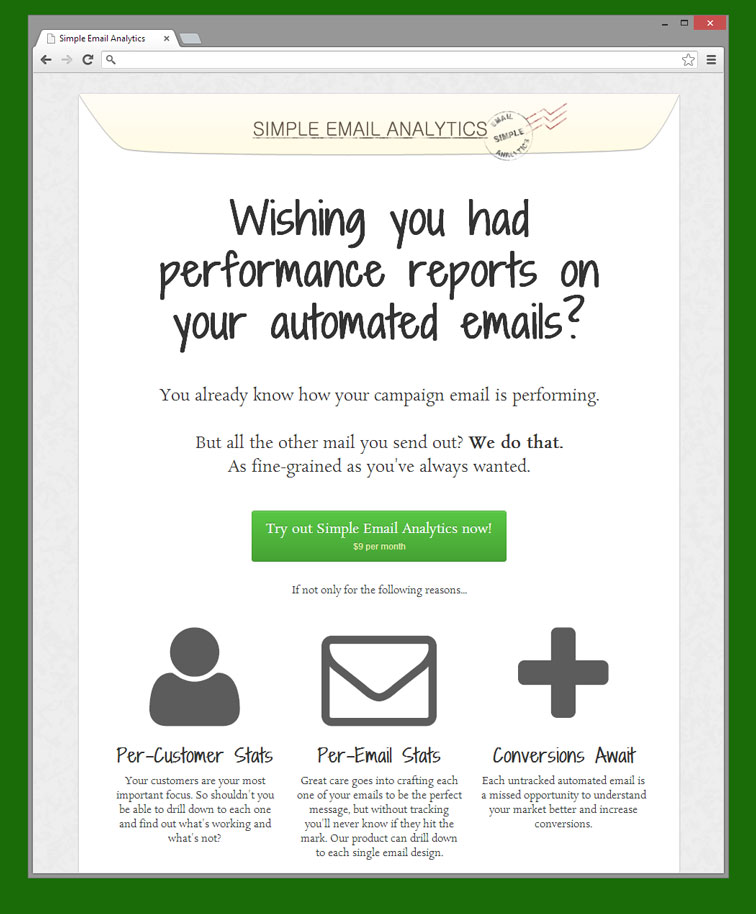 Simple Email Analytics
SIMPLE EMAIL ANALYTICS
EMAIL
SIMPLE
ANALYTICS
Wishing you had
performance reports on
your automated emails?
You already know how your campaign email is performing.
But all the other mail you send out? We do that.
As fine-grained as you've always wanted.
Try out Simple Email Analytics now!
$9 per month
If not only for the following reasons...
Per-Customer Stats
Your customers are your most
important focus. So shouldn't you
be able to drill down to each one
and find out what's working and
what's not?
Per-Email Stats
Great care goes into crafting each
one of your emails to be the perfect
message, but without tracking
you'll never know if they hit the
mark. Our product can drill down
to each single email design.
Conversions Await
Each untracked automated email is
a missed opportunity to understand
your market better and increase
conversions.